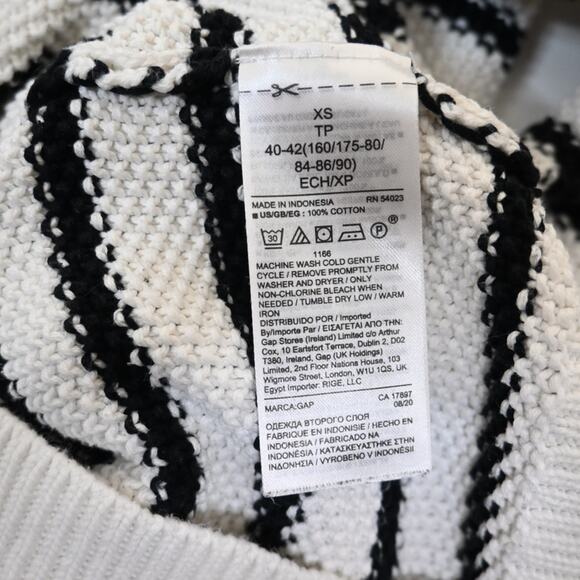 XS
TP
40-42(160/175-80/
84-86/90)
ECH/XP
MADE IN INDONESIA RN 54023
■ US/GB/EG : 100% COTTON
30 P ®
1166
MACHINE WASH COLD GENTLE
CYCLE / REMOVE PROMPTLY FROM
WASHER AND DRYER / ONLY
NON-CHLORINE BLEACH WHEN
NEEDED / TUMBLE DRY LOW / WARM
IRON
DISTRIBUIDO POR / Imported
By/Importe Par / ΕΙΣΑΓΕΤΑΙ ΑΠΟ ΤΗΝ:
Gap Stores (Ireland) Limited c/o Arthur
Cox, 10 Earlsfort Terrace, Dublin 2, D02
T380, Ireland, Gap (UK Holdings)
Limited, 2nd Floor Nations House, 103
Wigmore Street, London, W1U 1QS, UK
Egypt Importer: RIGE, LLC
MARCA:GAP CA 17897
08/20
ОДЕЖДА ВТОРОГО СЛОЯ
FABRIQUE EN INDONISIE / HECHO EN
INDONESIA / FABRICADO NA
INDONÉSIA / ΚΑΤΑΣΚΕΥΑΣΤΗΚΕ ΣΤΗΝ
ΙΝΔΟΝΗΣΙΑ / VYROBENO V INDONÉSII